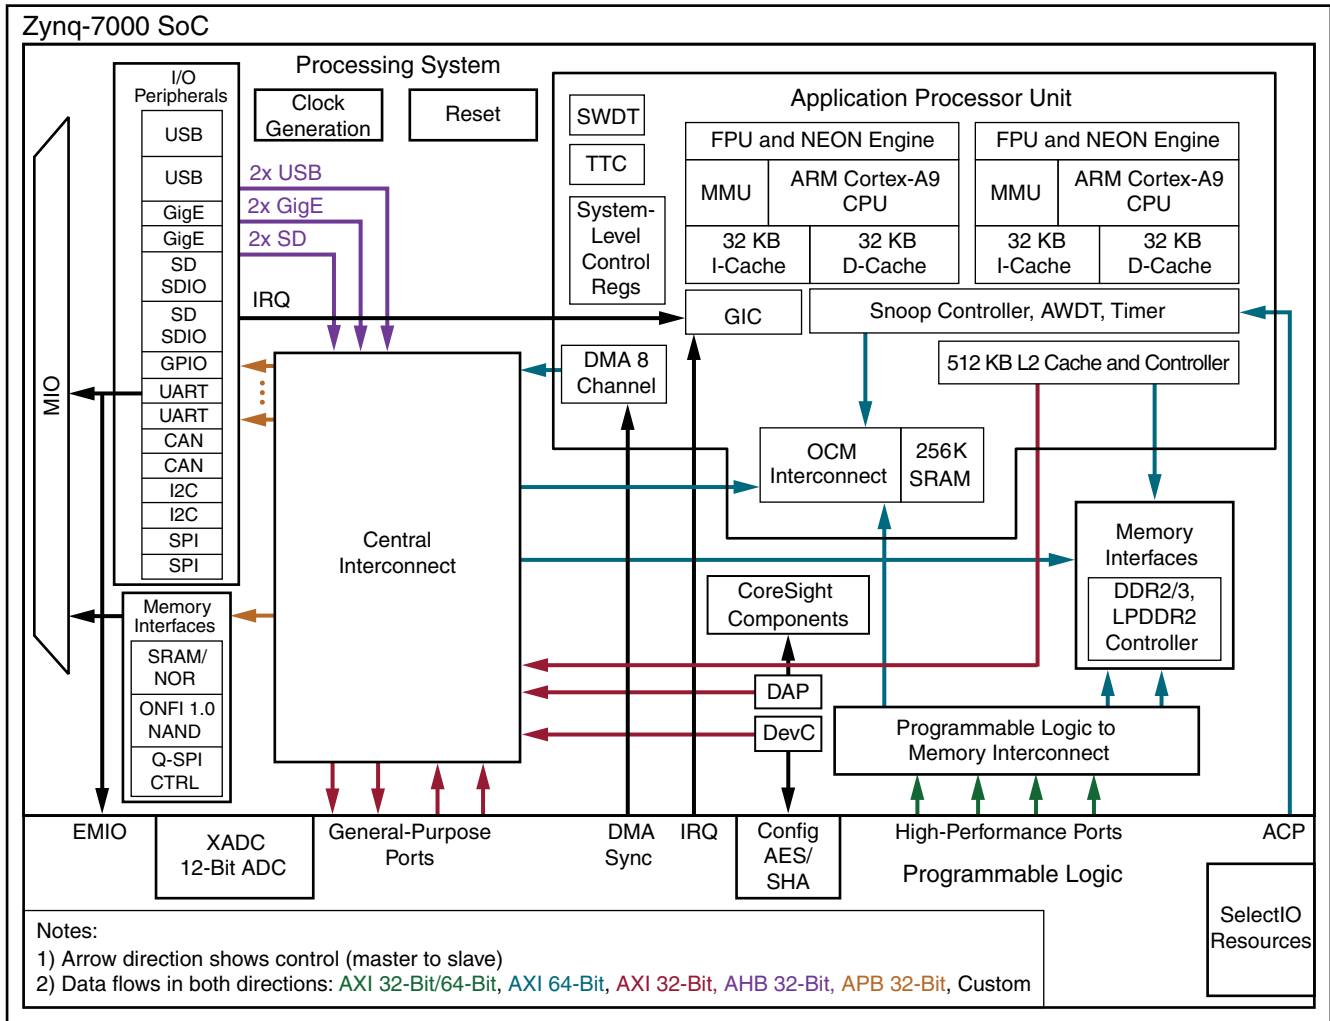 Zynq-7000 SoC
Processing System
I/O
Peripherals
USB
USB
GigE
GigE
SD
SDIO
SD
SDIO
GPIO
UART
UART
CAN
CAN
I2C
I2C
SPI
SPI
MIO
Clock
Generation
Reset
2x USB
2x GigE
2x SD
IRQ
Application Processor Unit
SWDT
TTC
System-
Level
Control
Regs
FPU and NEON Engine
MMU
ARM Cortex-A9
CPU
32 KB
I-Cache
32 KB
D-Cache
FPU and NEON Engine
MMU
ARM Cortex-A9
CPU
32 KB
I-Cache
32 KB
D-Cache
GIC
Snoop Controller, AWDT, Timer
DMA 8
Channel
512 KB L2 Cache and Controller
OCM
Interconnect
256K
SRAM
Central
Interconnect
Memory
Interfaces
DDR2/3,
LPDDR2
Controller
CoreSight
Components
DAP
DevC
Programmable Logic to
Memory Interconnect
Memory
Interfaces
SRAM/
NOR
ONFI 1.0
NAND
Q-SPI
CTRL
EMIO
XADC
12-Bit ADC
General-Purpose
Ports
DMA
Sync
IRQ
Config
AES/
SHA
High-Performance Ports
ACP
Programmable Logic
SelectIO
Resources
Notes:
1) Arrow direction shows control (master to slave)
2) Data flows in both directions: AXI 32-Bit/64-Bit, AXI 64-Bit, AXI 32-Bit, AHB 32-Bit, APB 32-Bit, Custom